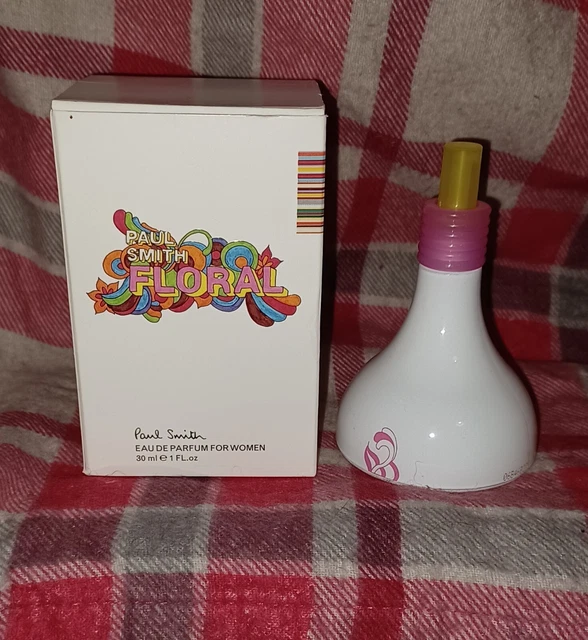 PAUL
SMITH
FLORAL
Paul Smith
EAU DE PARFUM FOR WOMEN
30 ml ℮ 1 FL.oz